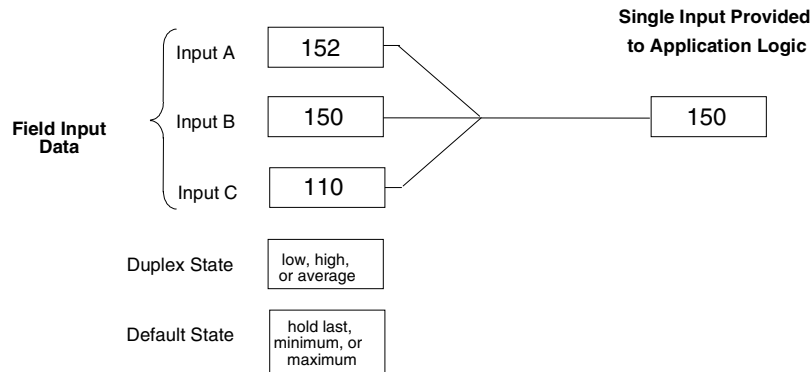 Single Input Provided
to Application Logic
Field Input
Data
Input A
152
Input B
150
150
Input C
110
Duplex State
low, high,
or average
Default State
hold last,
minimum, or
maximum